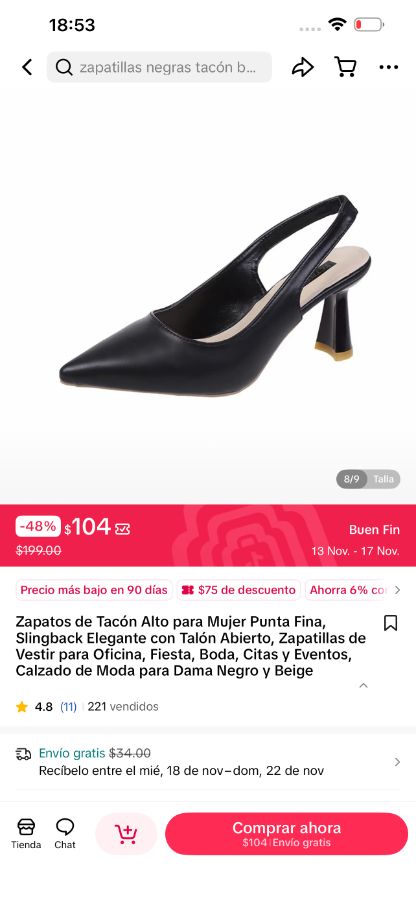 18:53
zapatillas negras tacón b...
8/9 Talla
-48% $104
Buen Fin
$199.00
13 Nov. - 17 Nov.
Precio más bajo en 90 días $75 de descuento Ahorra 6% co
Zapatos de Tacón Alto para Mujer Punta Fina,
Slingback Elegante con Talón Abierto, Zapatillas de
Vestir para Oficina, Fiesta, Boda, Citas y Eventos,
Calzado de Moda para Dama Negro y Beige
4.8 (11) 221 vendidos
Envío gratis $34.00
Recíbelo entre el mié, 18 de nov – dom, 22 de nov
Tienda
Chat
Comprar ahora
$104 | Envío gratis